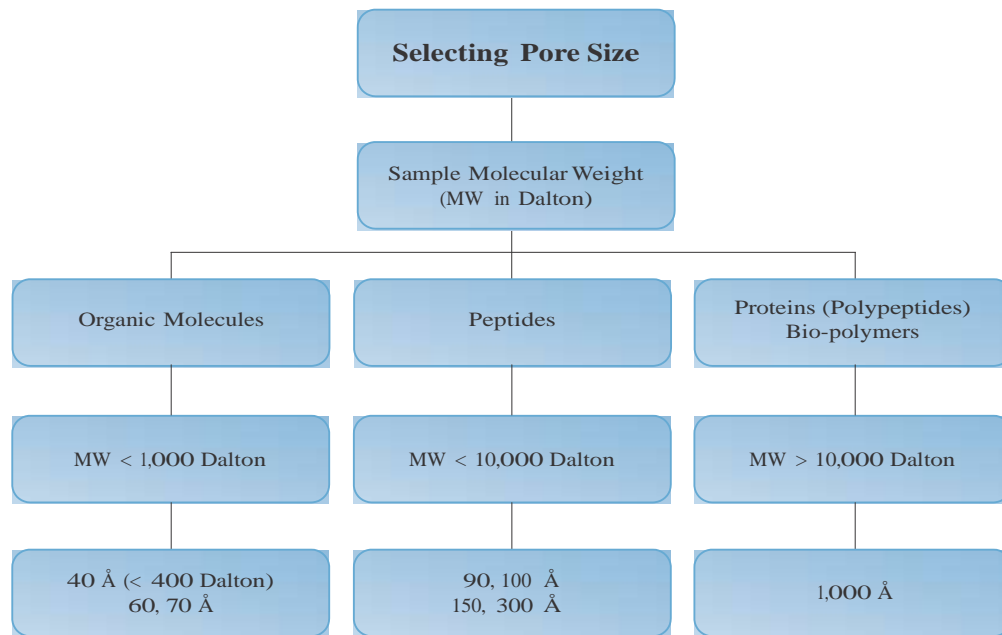 Selecting Pore Size
Sample Molecular Weight
(MW in Dalton)
Organic Molecules
Peptides
Proteins (Polypeptides)
Bio-polymers
MW < 1,000 Dalton
MW < 10,000 Dalton
MW > 10,000 Dalton
40 Å (< 400 Dalton)
60, 70 Å
90, 100 Å
150, 300 Å
1,000 Å